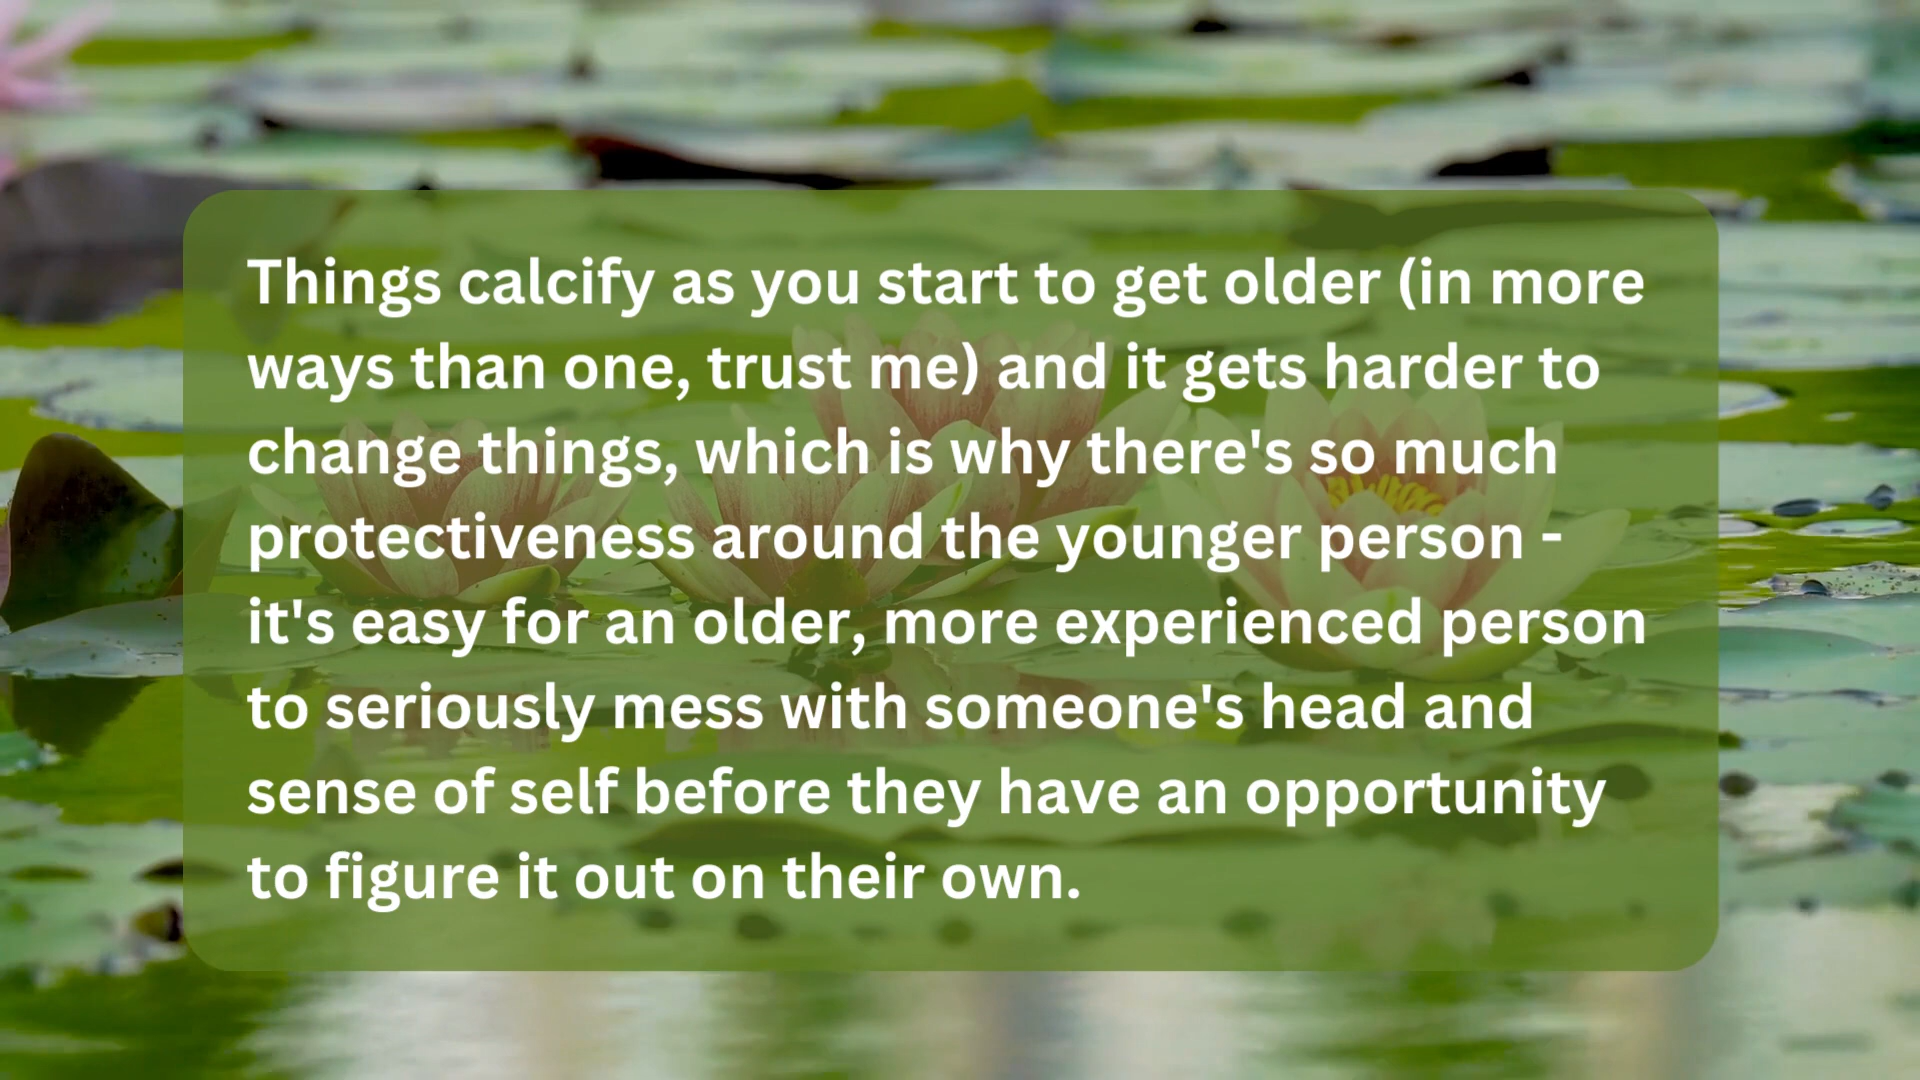 Things calcify as you start to get older (in more
ways than one, trust me) and it gets harder to
change things, which is why there's so much
protectiveness around the younger person -
it's easy for an older, more experienced person
to seriously mess with someone's head and
sense of self before they have an opportunity
to figure it out on their own.